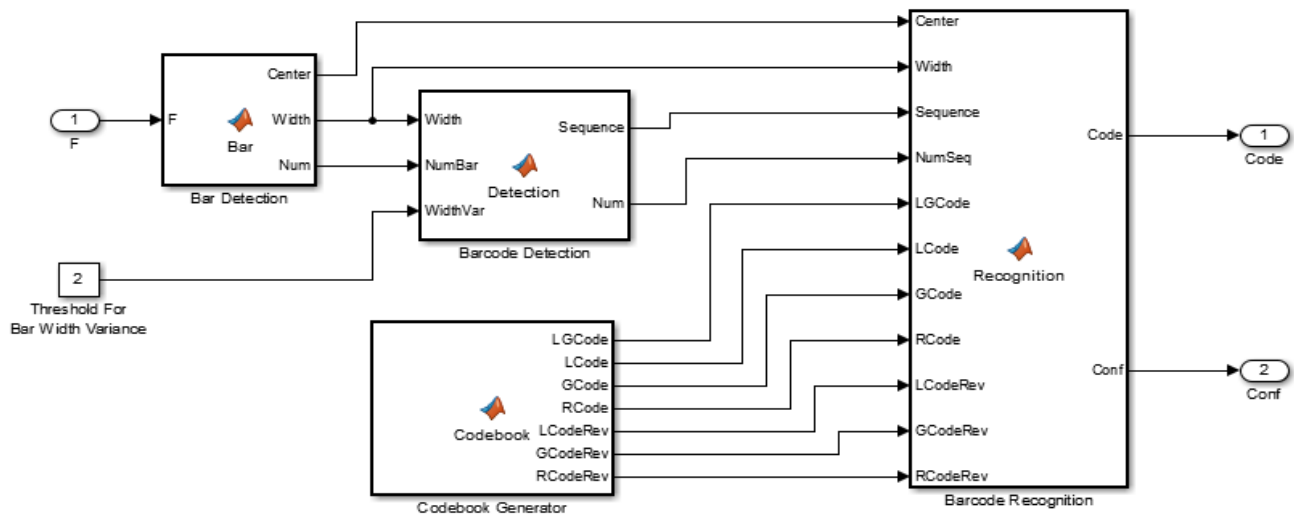 1
F
F
Center
Width
Num
Bar
Bar Detection
2
Threshold For
Bar Width Variance
Width
NumBar
WidthVar
Sequence
Num
Detection
Barcode Detection
LGCode
LCode
GCode
RCode
LCodeRev
GCodeRev
RCodeRev
Codebook
Codebook Generator
Center
Width
Sequence
NumSeq
LGCode
LCode
GCode
RCode
LCodeRev
GCodeRev
RCodeRev
Recognition
Code
Conf
Barcode Recognition
1
Code
2
Conf